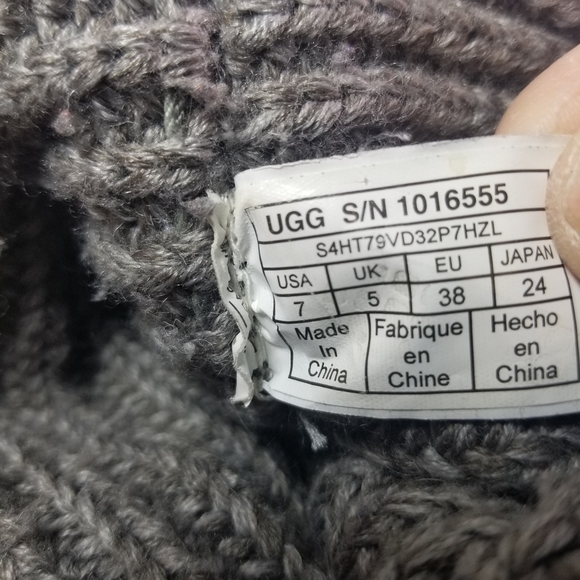 UGG S/N 1016555
S4HT79VD32P7HZL
USA UK EU JAPAN
7 5 38 24
Made Fabrique Hecho
In en en
China Chine China